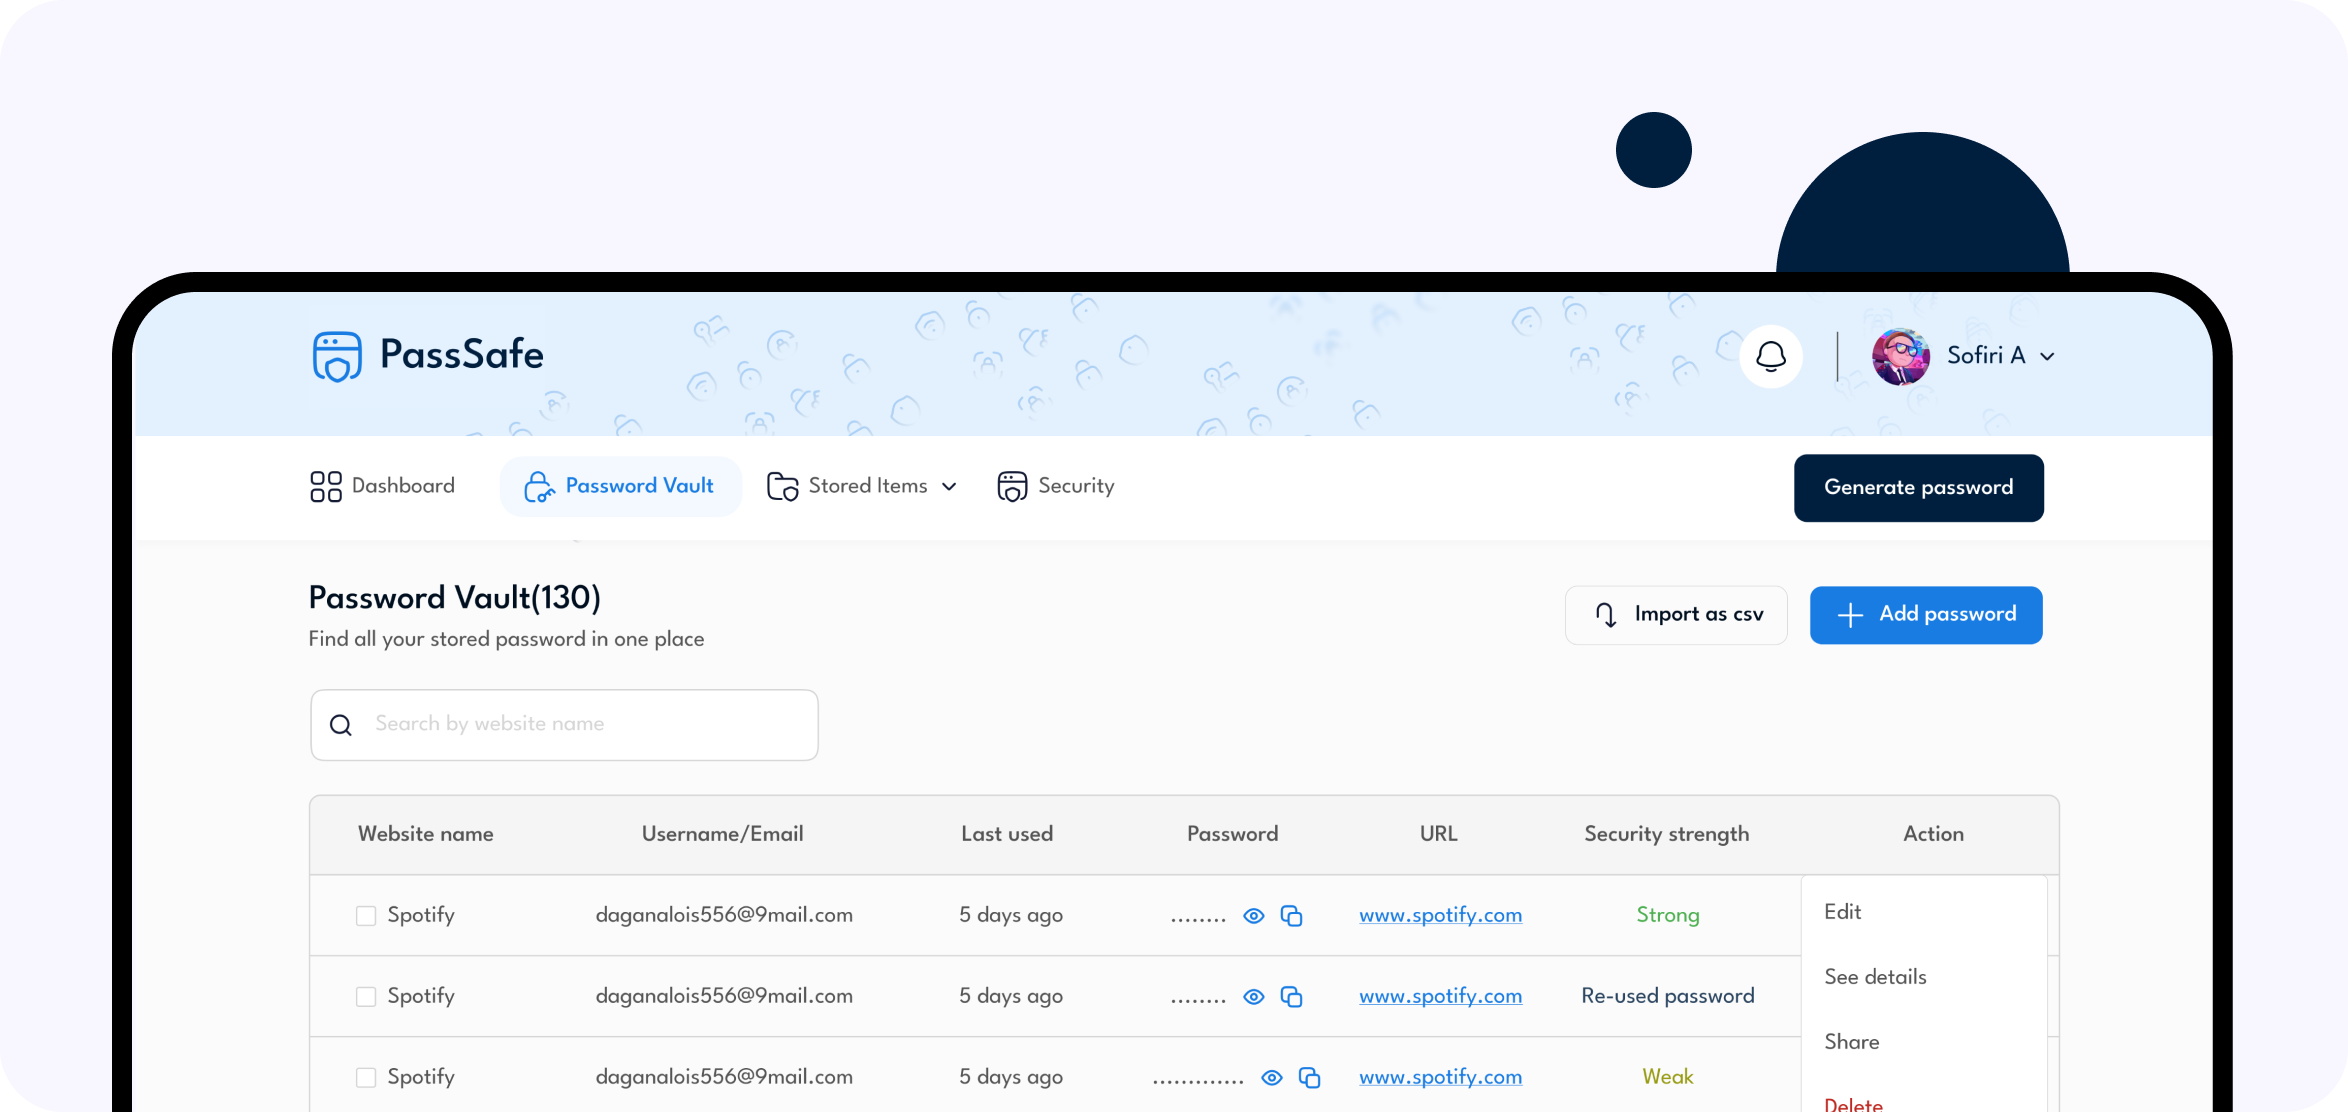 PassSafe
Sofiri A
Dashboard Password Vault Stored Items Security Generate password
Password Vault(130)
Find all your stored password in one place
Import as csv Add password
Search by website name
Website name Username/Email Last used Password URL Security strength Action
Spotify daganalois556@9mail.com 5 days ago ........ www.spotify.com Strong
Edit
See details
Spotify daganalois556@9mail.com 5 days ago ........ www.spotify.com Re-used password
Share
Spotify daganalois556@9mail.com 5 days ago ............. www.spotify.com Weak
Delete